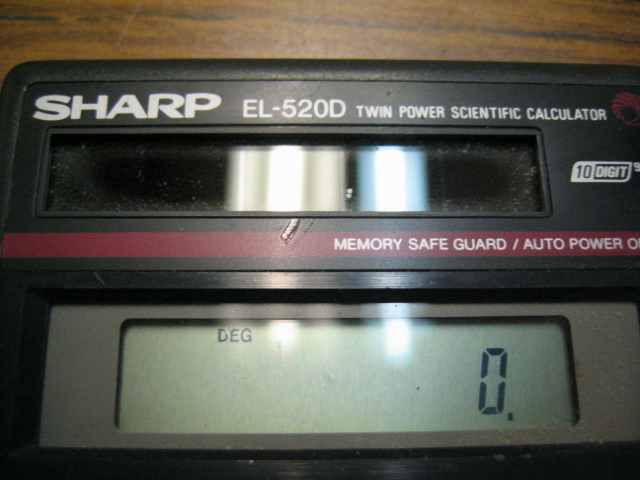 SHARP EL-520D TWIN POWER SCIENTIFIC CALCULATOR
10 DIGIT
MEMORY SAFE GUARD / AUTO POWER
DEG
0.